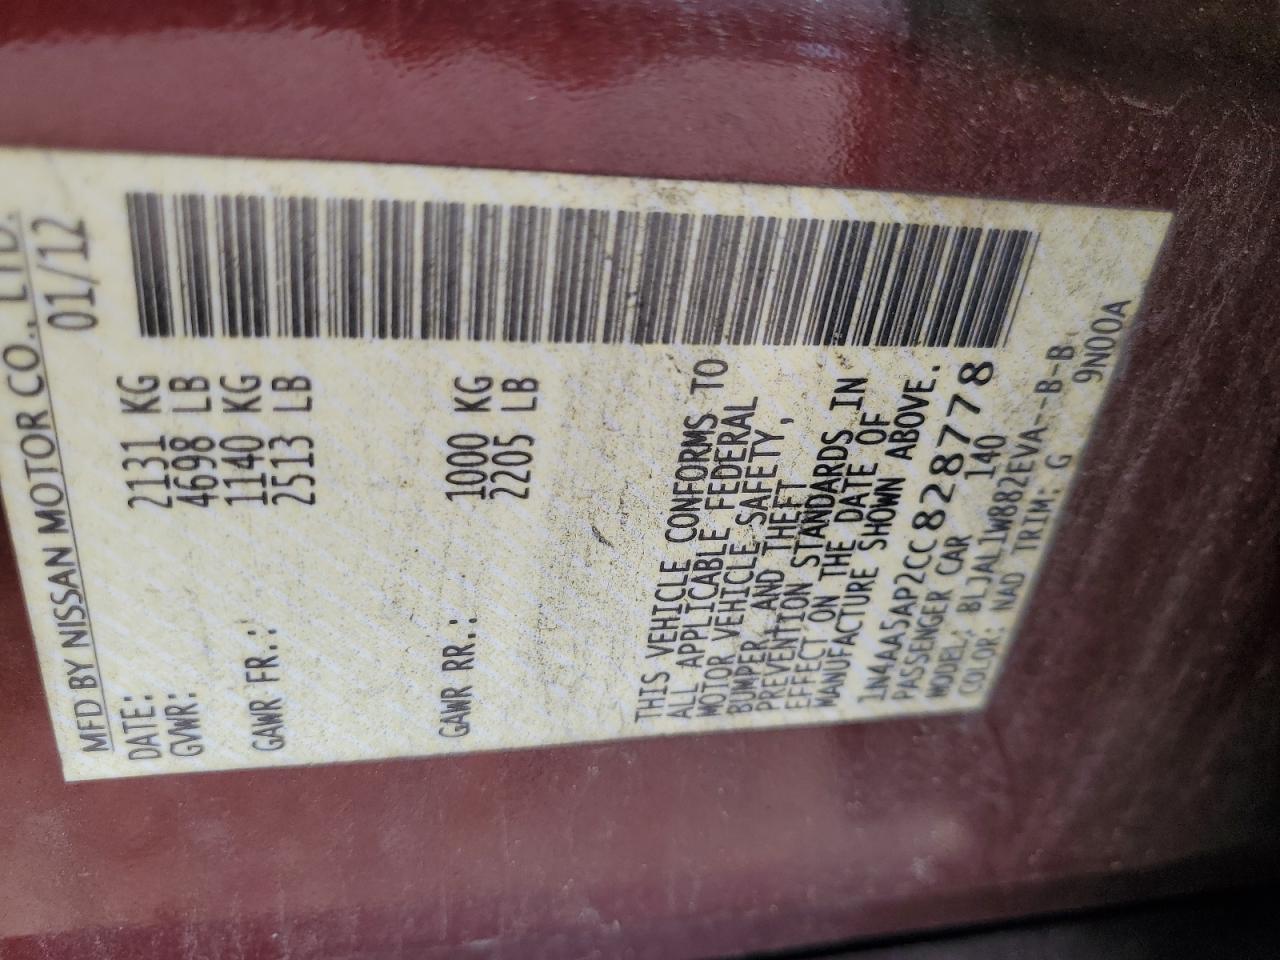 MFD BY NISSAN MOTOR CO., LTD.
DATE: 01/12
GVWR: 2131 KG
4698 LB
GAWR FR.: 1140 KG
2513 LB
GAWR RR.: 1000 KG
2205 LB
THIS VEHICLE CONFORMS TO
ALL APPLICABLE FEDERAL
MOTOR VEHICLE SAFETY,
BUMPER, AND THEFT
PREVENTION STANDARDS IN
EFFECT ON THE DATE OF
MANUFACTURE SHOWN ABOVE.
1N4AA5AP2CC828778
PASSENGER CAR 140
MODEL: BLJALIW882EVA--B-B
COLOR: NAD TRIM: G 9N00A